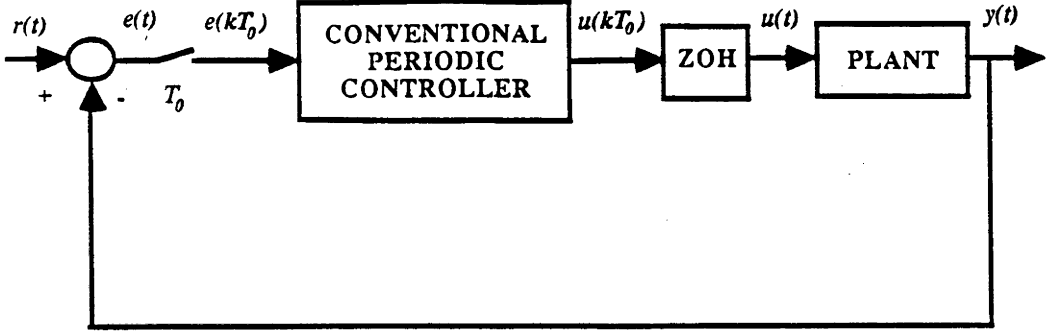 r(t)
+
-
e(t)
T₀
e(kT₀)
CONVENTIONAL
PERIODIC
CONTROLLER
u(kT₀)
ZOH
u(t)
PLANT
y(t)